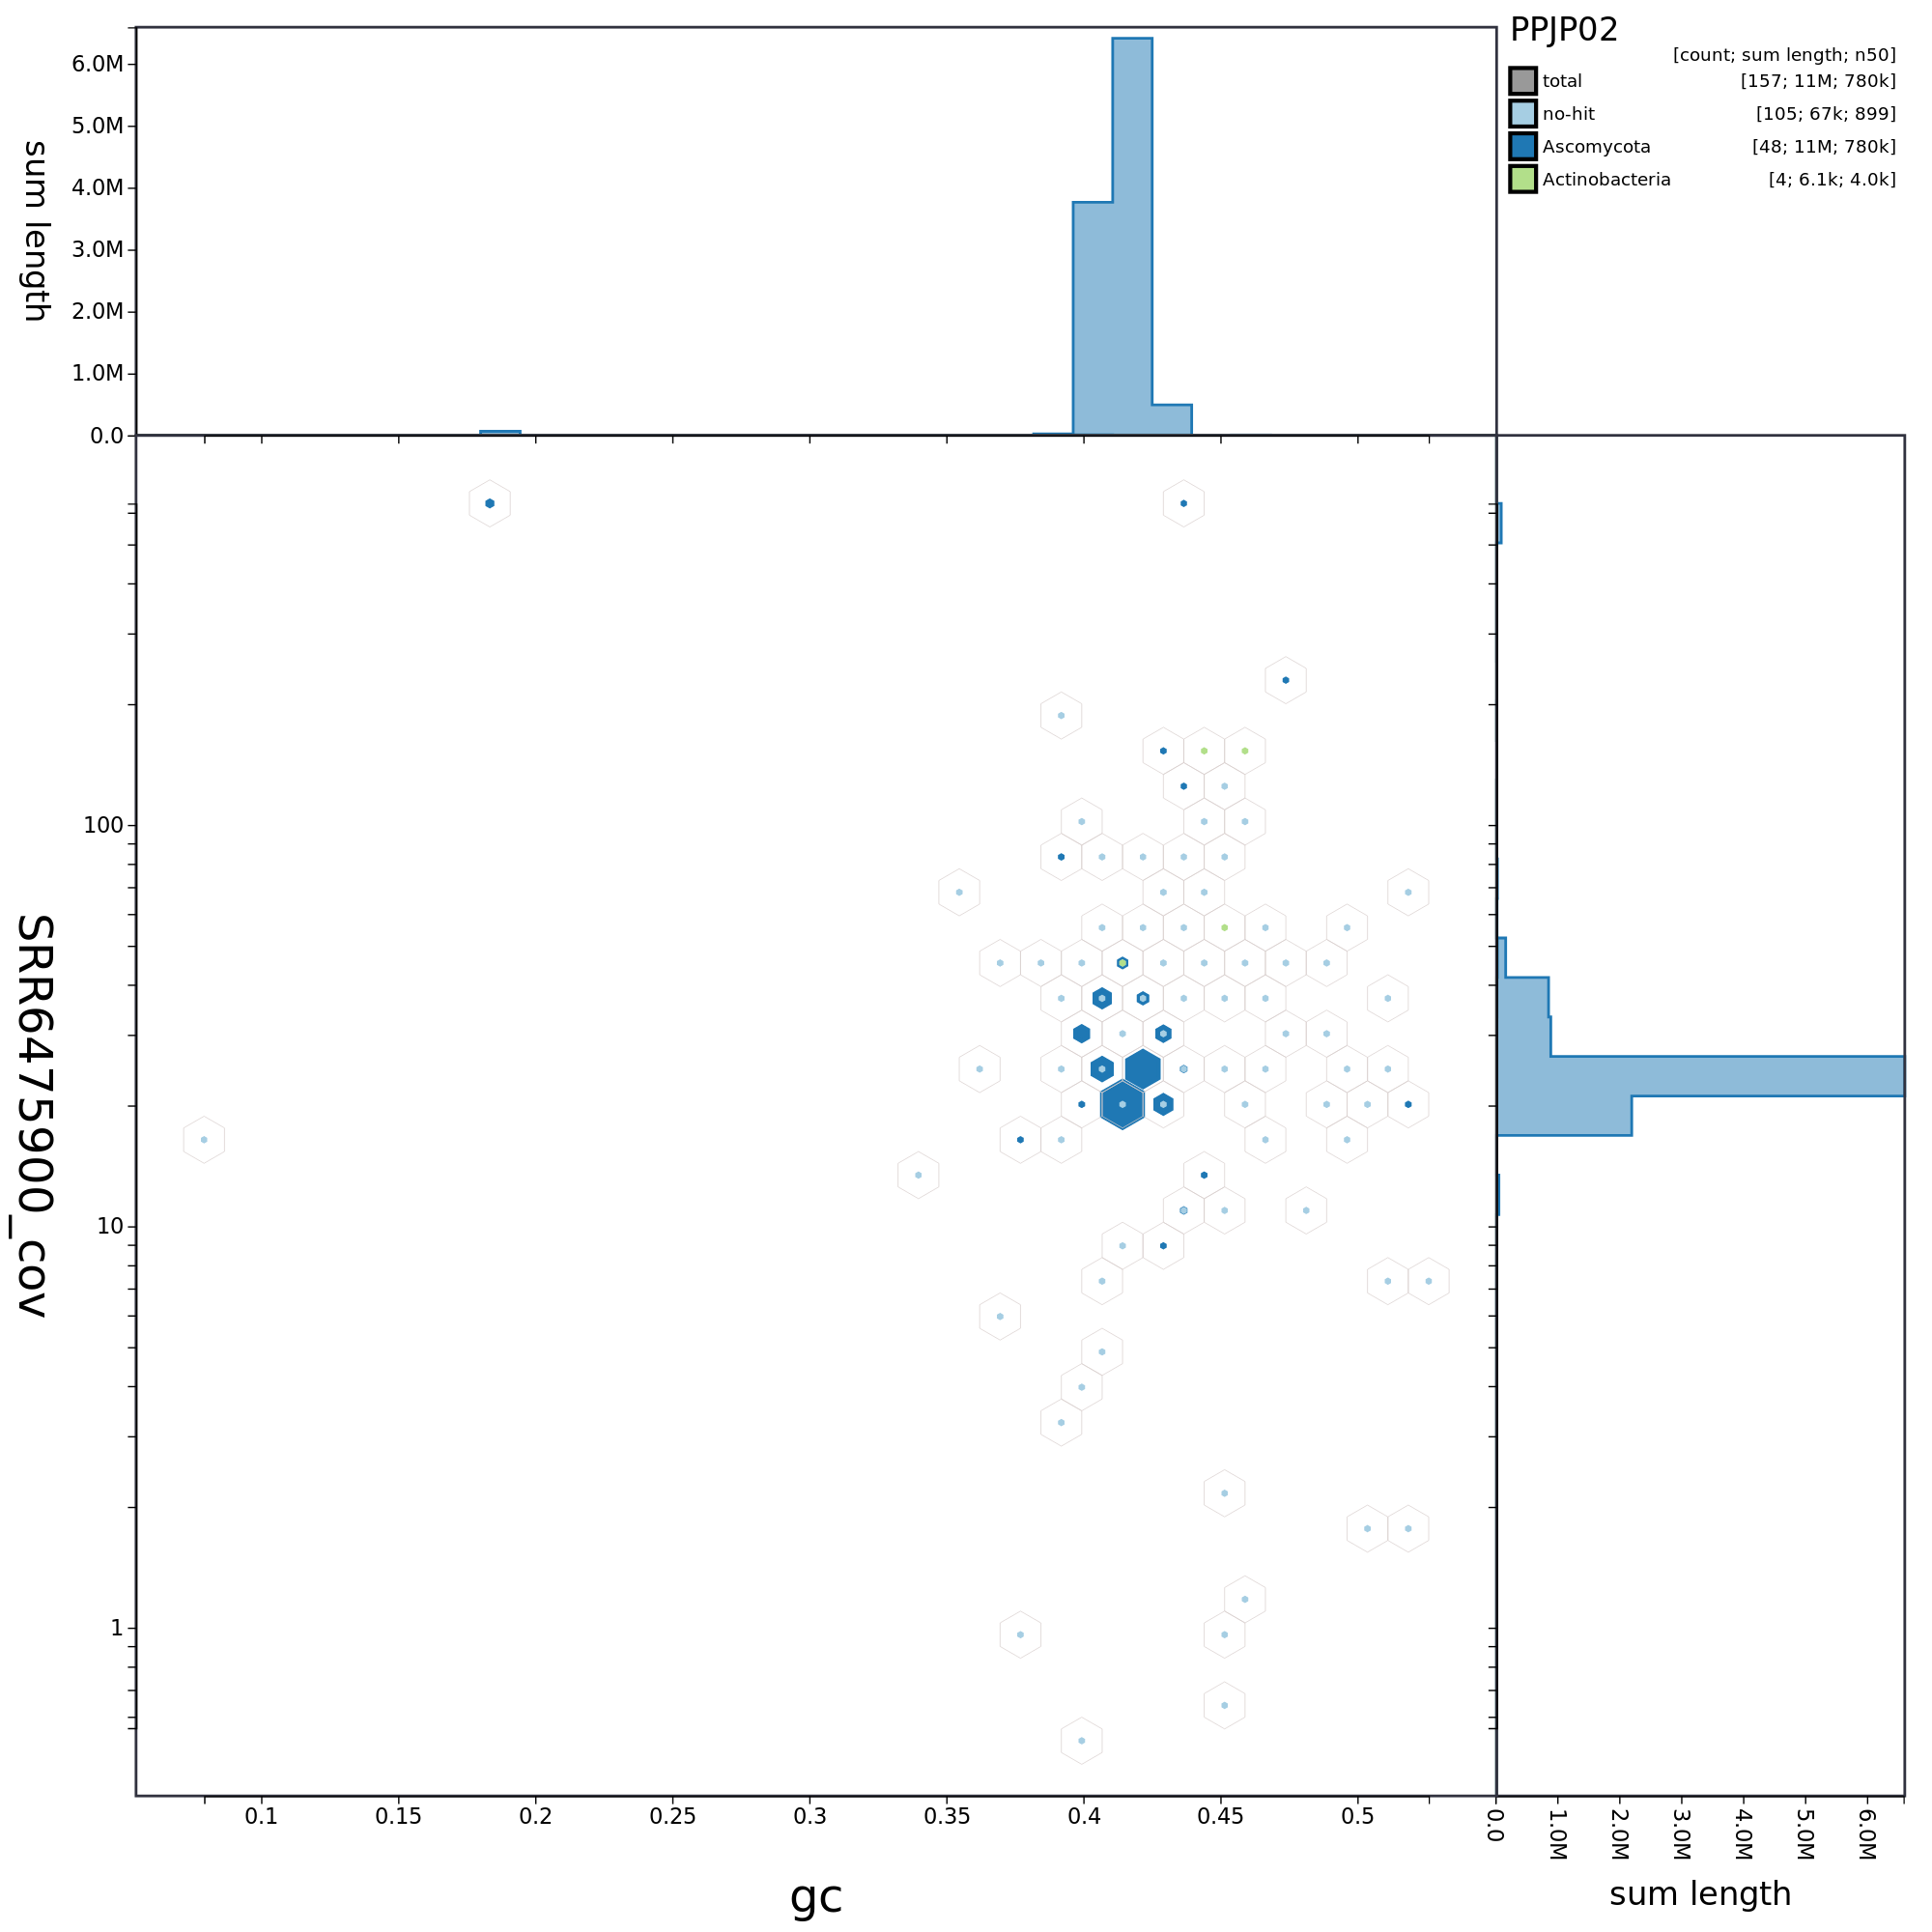 PPJP02
[count; sum length; n50]
total [157; 11M; 780k]
no-hit [105; 67k; 899]
Ascomycota [48; 11M; 780k]
Actinobacteria [4; 6.1k; 4.0k]
sum length
6.0M
5.0M
4.0M
3.0M
2.0M
1.0M
0.0
SRR6475900_cov
100
10
1
0.1 0.15 0.2 0.25 0.3 0.35 0.4 0.45 0.5
gc
0.0 1.0M 2.0M 3.0M 4.0M 5.0M 6.0M
sum length